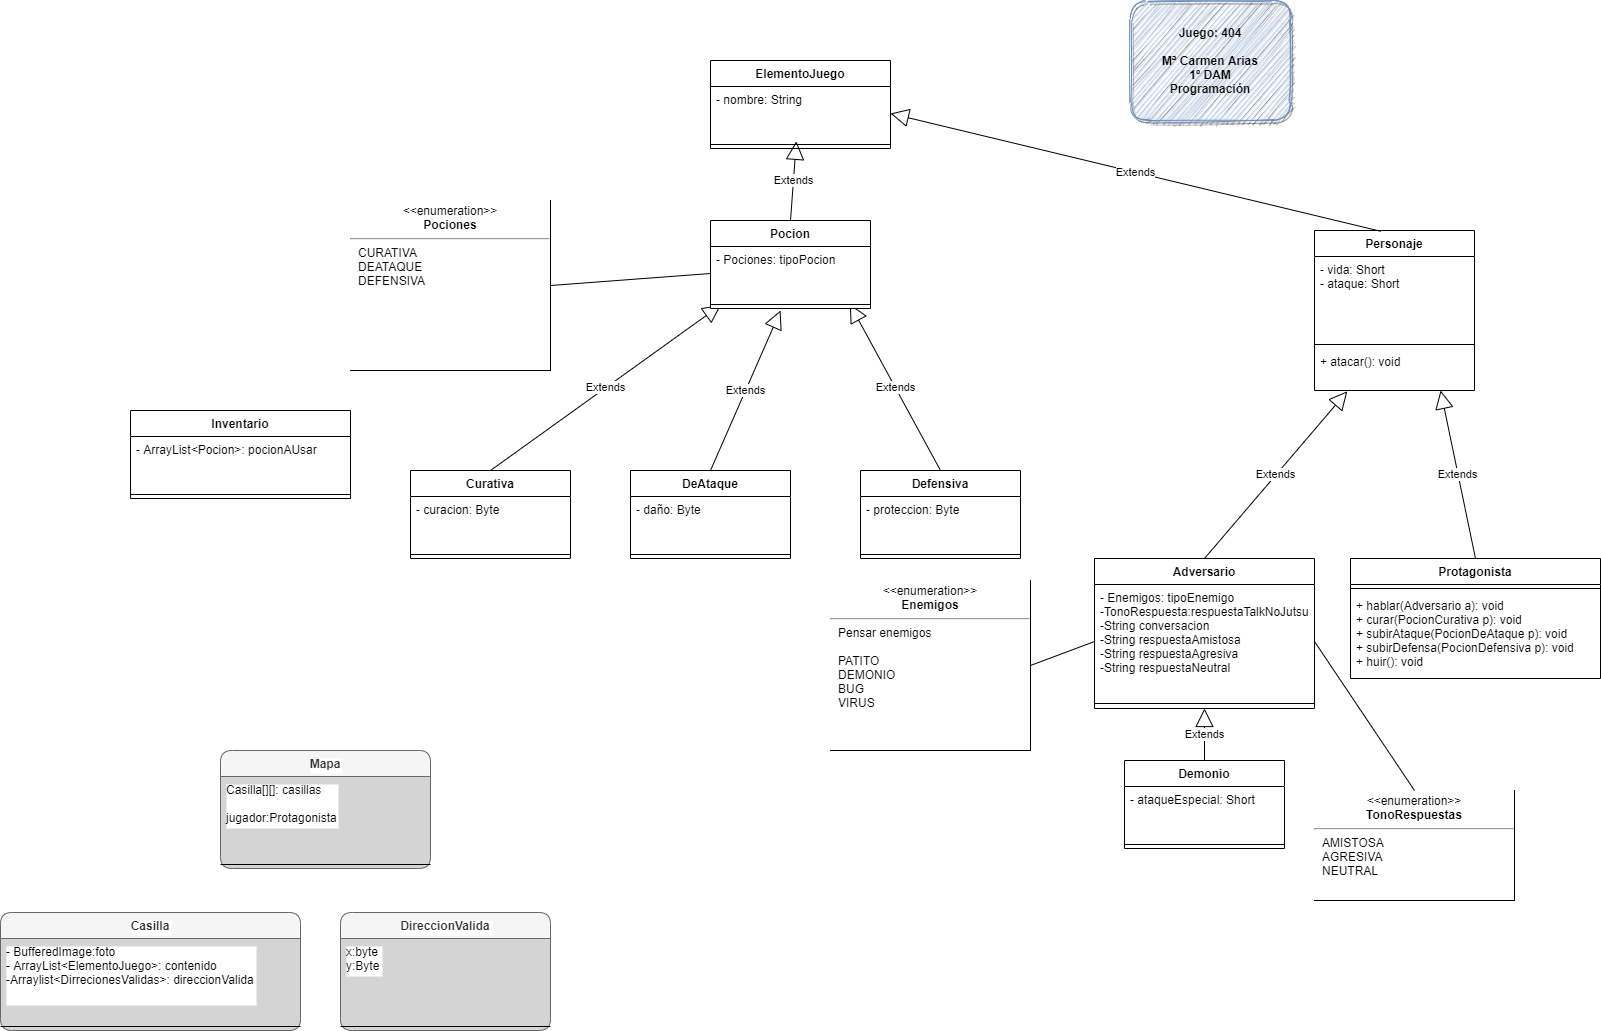 Juego: 404
Mª Carmen Arias
1º DAM
Programación
ElementoJuego
- nombre: String
Extends
Extends
<<enumeration>>
Pociones
CURATIVA
DEATAQUE
DEFENSIVA
Pocion
- Pociones: tipoPocion
Personaje
- vida: Short
- ataque: Short
+ atacar(): void
Extends
Extends
Extends
Inventario
- ArrayList<Pocion>: pocionAUsar
Curativa
- curacion: Byte
DeAtaque
- daño: Byte
Defensiva
- proteccion: Byte
Extends
Extends
<<enumeration>>
Enemigos
Pensar enemigos
PATITO
DEMONIO
BUG
VIRUS
Adversario
- Enemigos: tipoEnemigo
-TonoRespuesta:respuestaTalkNoJutsu
-String conversacion
-String respuestaAmistosa
-String respuestaAgresiva
-String respuestaNeutral
Protagonista
+ hablar(Adversario a): void
+ curar(PocionCurativa p): void
+ subirAtaque(PocionDeAtaque p): void
+ subirDefensa(PocionDefensiva p): void
+ huir(): void
Extends
Demonio
- ataqueEspecial: Short
<<enumeration>>
TonoRespuestas
AMISTOSA
AGRESIVA
NEUTRAL
Mapa
Casilla[][]: casillas
jugador:Protagonista
Casilla
- BufferedImage:foto
- ArrayList<ElementoJuego>: contenido
-Arraylist<DirrecionesValidas>: direccionValida
DireccionValida
x:byte
y:Byte